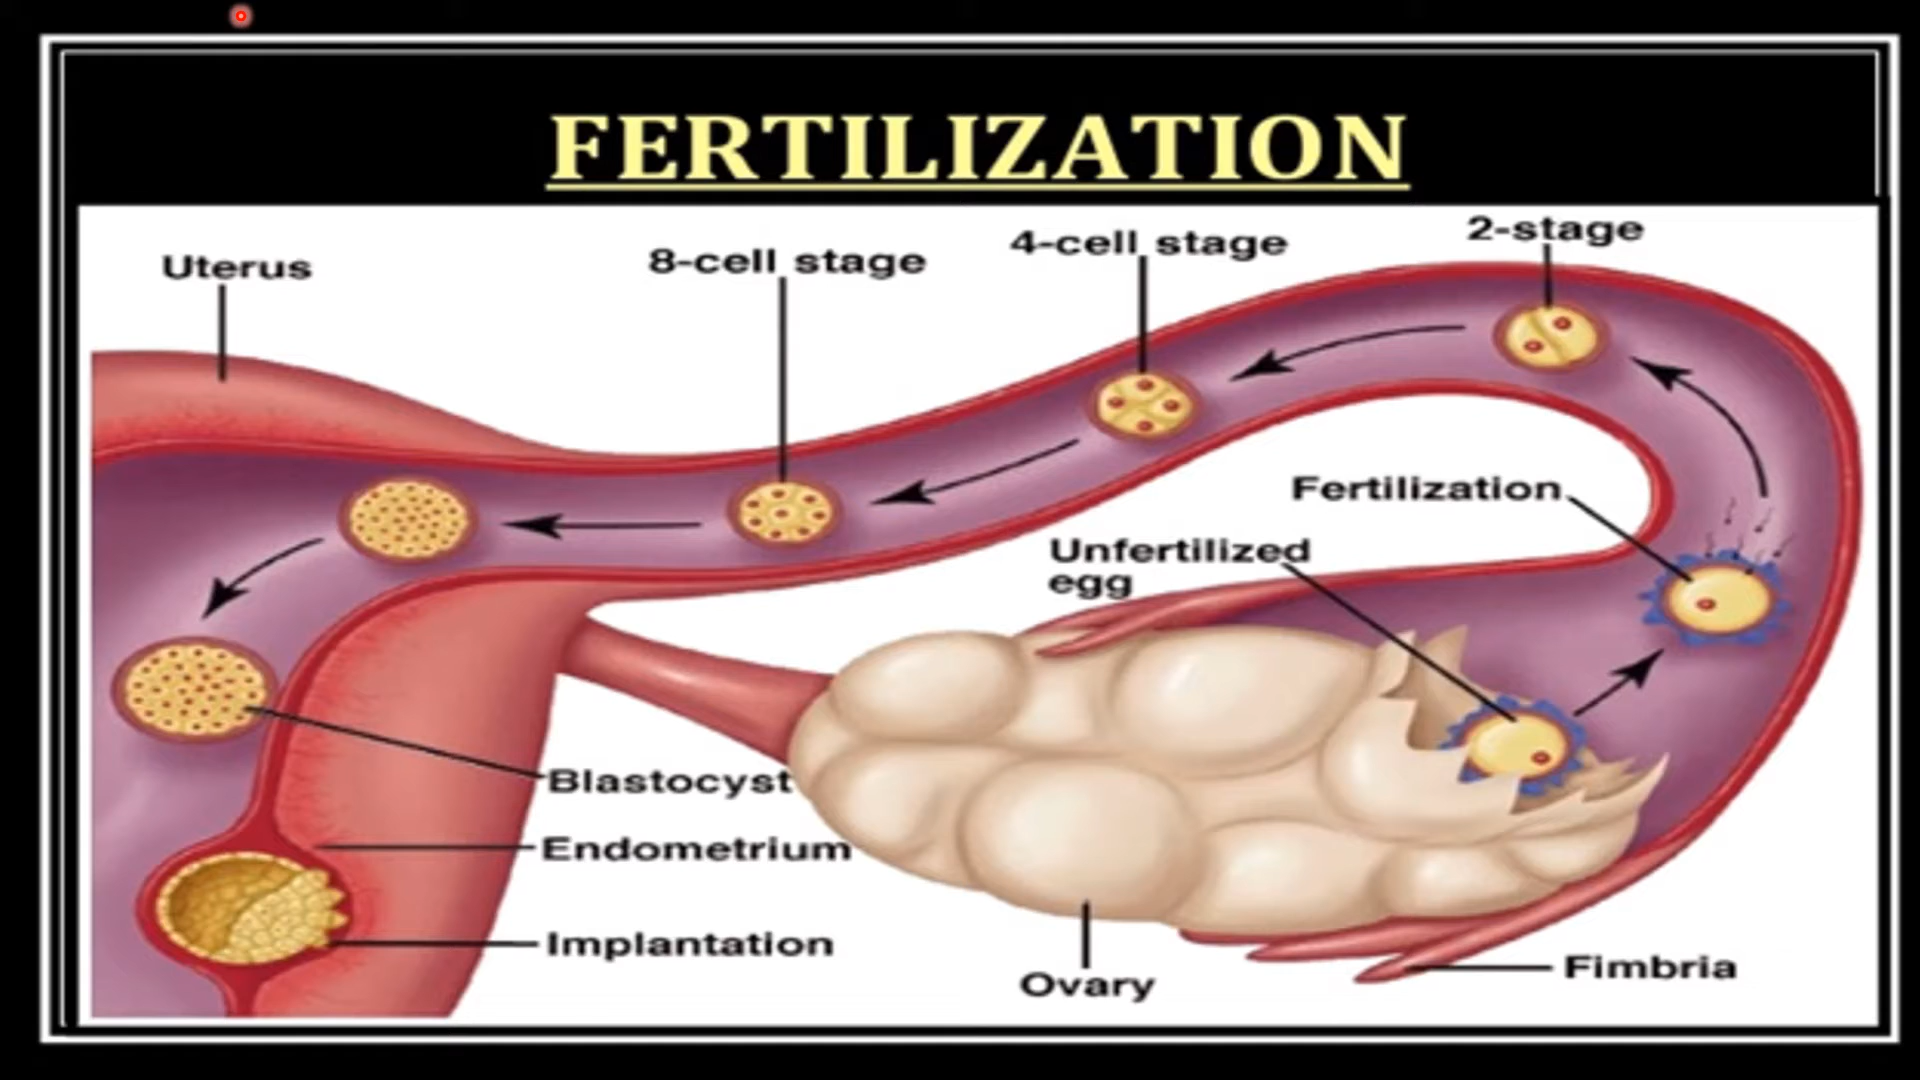 FERTILIZATION
2-stage
4-cell stage
8-cell stage
Uterus
Fertilization
Unfertilized
egg
Blastocyst
Endometrium
Implantation
Ovary
Fimbria